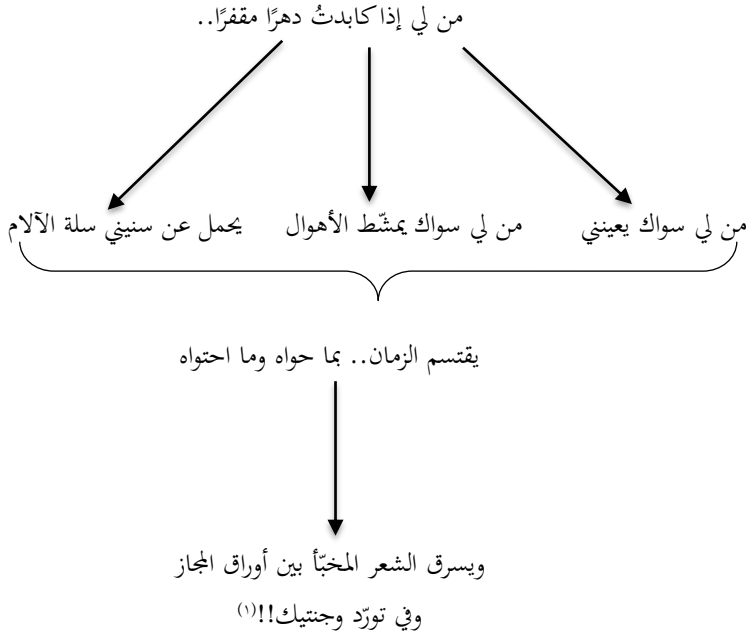 من لي إذا كابدتُ دهرًا مقفرًا..
من لي سواك يعينني
من لي سواك يمشّط الأهوال
يحمل عن سنيني سلة الآلام
يقتسم الزمان.. بما حواه وما احتواه
ويسرق الشعر المخبّأ بين أوراق المجاز
وفي تورّد وجنتيك!!(١)